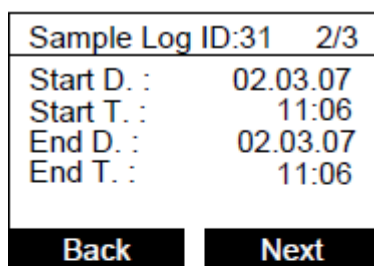 Sample Log ID:31 2/3
Start D. : 02.03.07
Start T. : 11:06
End D. : 02.03.07
End T. : 11:06
Back Next